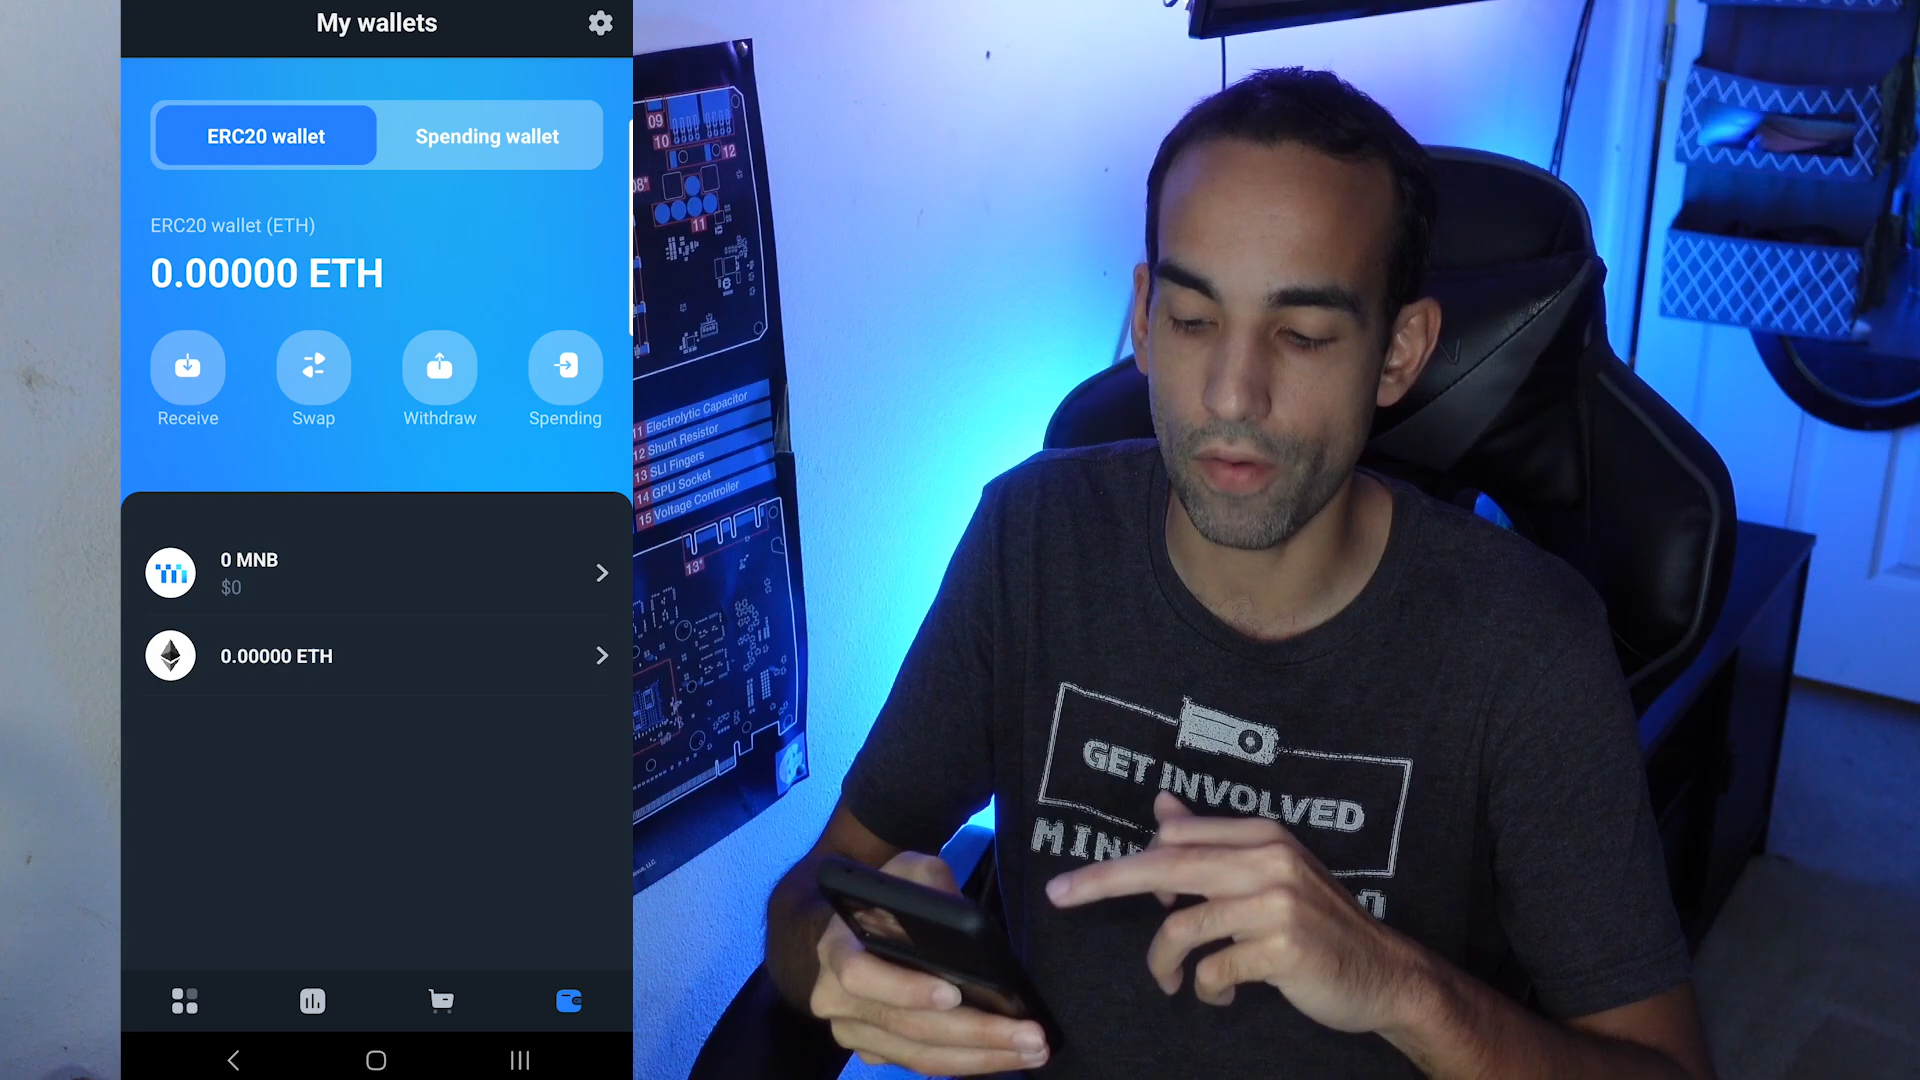 My wallets
ERC20 wallet
Spending wallet
ERC20 wallet (ETH)
0.00000 ETH
Receive
Swap
Withdraw
Spending
0 MNB
$0
0.00000 ETH
09
10
12
08*
11
11 Electrolytic Capacitor
12 Shunt Resistor
13 SLI Fingers
14 GPU Socket
15 Voltage Controller
13*
GET INVOLVED